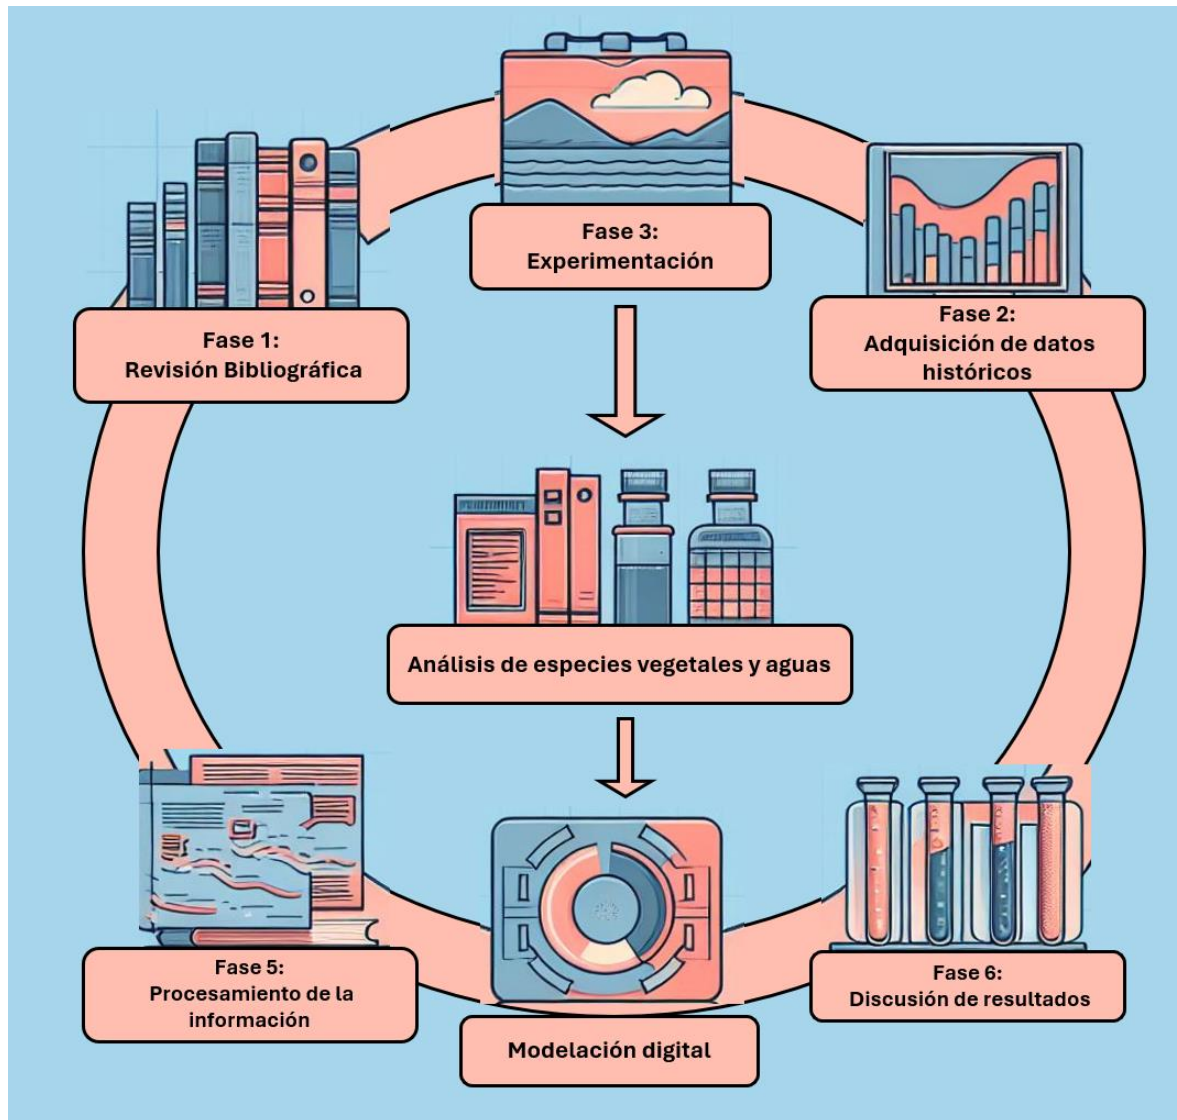 Fase 3:
Experimentación
Fase 1:
Revisión Bibliográfica
Fase 2:
Adquisición de datos
históricos
Análisis de especies vegetales y aguas
Fase 5:
Procesamiento de la
información
Fase 6:
Discusión de resultados
Modelación digital